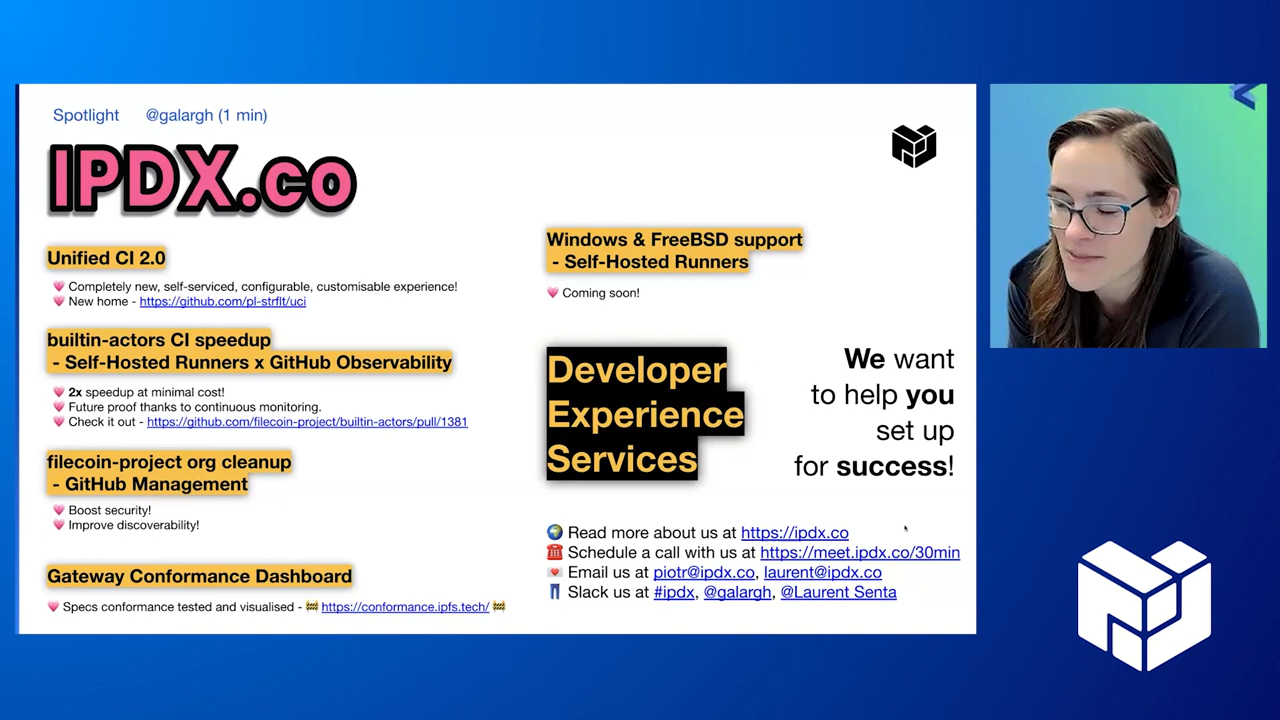 Spotlight @galargh (1 min)
IPDX.co
Unified CI 2.0
💗 Completely new, self-serviced, configurable, customisable experience!
💗 New home - https://github.com/pl-strflt/uci
builtin-actors CI speedup
- Self-Hosted Runners x GitHub Observability
💗 2x speedup at minimal cost!
💗 Future proof thanks to continuous monitoring.
💗 Check it out - https://github.com/filecoin-project/builtin-actors/pull/1381
filecoin-project org cleanup
- GitHub Management
💗 Boost security!
💗 Improve discoverability!
Gateway Conformance Dashboard
💗 Specs conformance tested and visualised - 🚧 https://conformance.ipfs.tech/ 🚧
Windows & FreeBSD support
- Self-Hosted Runners
💗 Coming soon!
Developer
Experience
Services
We want
to help you
set up
for success!
🌍 Read more about us at https://ipdx.co
☎️ Schedule a call with us at https://meet.ipdx.co/30min
💌 Email us at piotr@ipdx.co, laurent@ipdx.co
👖 Slack us at #ipdx, @galargh, @Laurent Senta